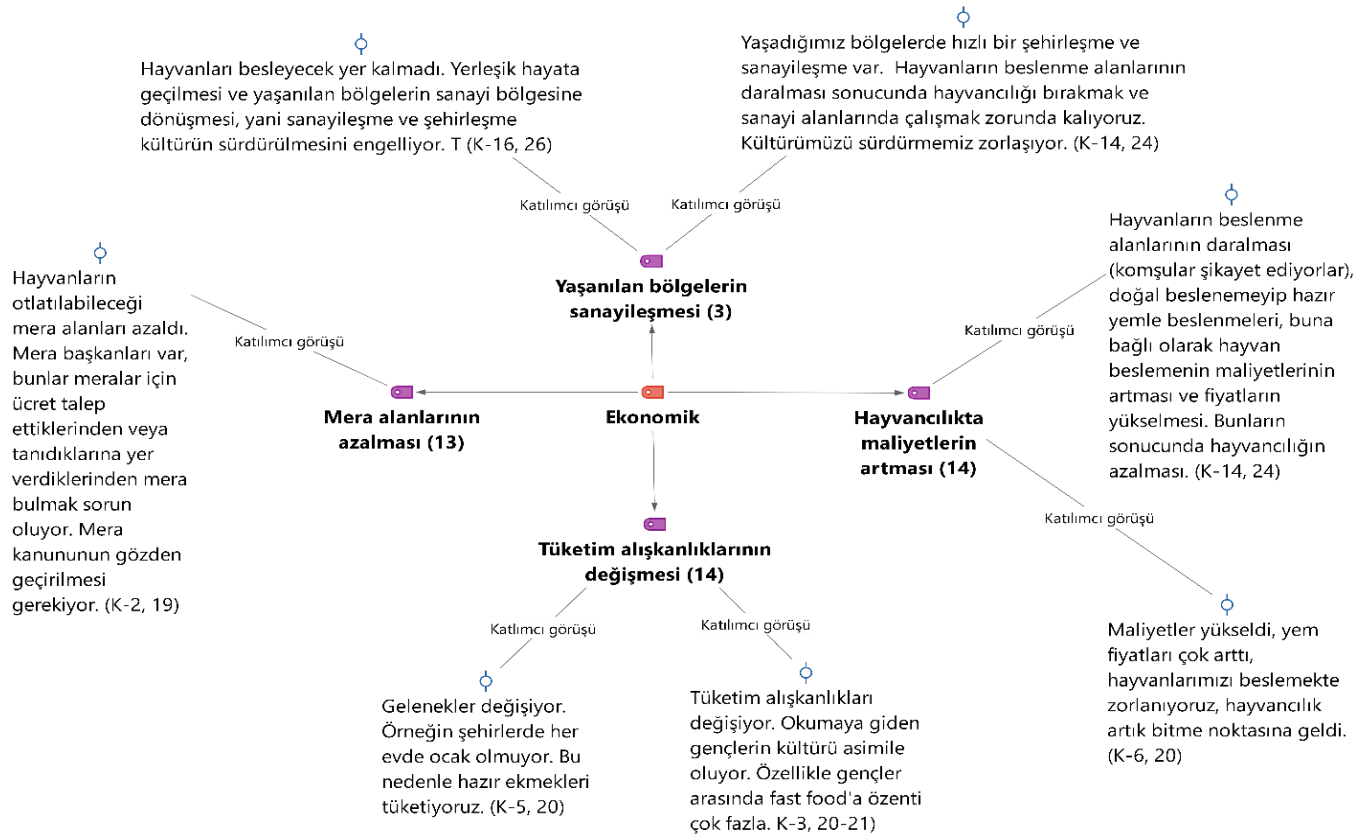 Hayvanları besleyecek yer kalmadı. Yerleşik hayata
geçilmesi ve yaşanılan bölgelerin sanayi bölgesine
dönüşmesi, yani sanayileşme ve şehirleşme
kültürün sürdürülmesini engelliyor. T (K-16, 26)
Yaşadığımız bölgelerde hızlı bir şehirleşme ve
sanayileşme var. Hayvanların beslenme alanlarının
daralması sonucunda hayvancılığı bırakmak ve
sanayi alanlarında çalışmak zorunda kalıyoruz.
Kültürümüzü sürdürmemiz zorlaşıyor. (K-14, 24)
Katılımcı görüşü
Katılımcı görüşü
Yaşanılan bölgelerin
sanayileşmesi (3)
Hayvanların
otlatılabileceği
mera alanları azaldı.
Mera başkanları var,
bunlar meralar için
ücret talep
ettiklerinden veya
tanıdıklarına yer
verdiklerinden mera
bulmak sorun
oluyor. Mera
kanununun gözden
geçirilmesi
gerekiyor. (K-2, 19)
Katılımcı görüşü
Mera alanlarının
azalması (13)
Ekonomik
Hayvancılıkta
maliyetlerin
artması (14)
Katılımcı görüşü
Hayvanların beslenme
alanlarının daralması
(komşular şikayet ediyorlar),
doğal beslenemeyip hazır
yemle beslenmeleri, buna
bağlı olarak hayvan
beslemenin maliyetlerinin
artması ve fiyatların
yükselmesi. Bunların
sonucunda hayvancılığın
azalması. (K-14, 24)
Katılımcı görüşü
Maliyetler yükseldi, yem
fiyatları çok arttı,
hayvanlarımızı beslemekte
zorlanıyoruz, hayvancılık
artık bitme noktasına geldi.
(K-6, 20)
Tüketim alışkanlıklarının
değişmesi (14)
Katlımcı görüşü
Katılımcı görüşü
Gelenekler değişiyor.
Örneğin şehirlerde her
evde ocak olmuyor. Bu
nedenle hazır ekmekleri
tüketiyoruz. (K-5, 20)
Tüketim alışkanlıkları
değişiyor. Okumaya giden
gençlerin kültürü asimile
oluyor. Özellikle gençler
arasında fast food'a özenti
çok fazla. K-3, 20-21)